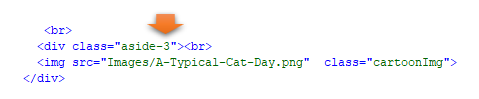 <br>
<div class="aside-3"><br>
<img src="Images/A-Typical-Cat-Day.png"  class="cartoonImg">
</div>